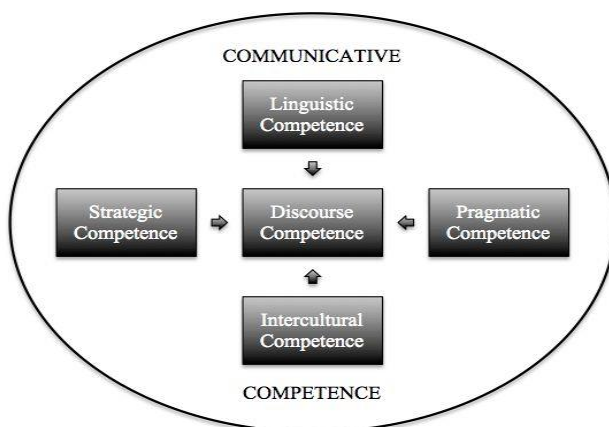 COMMUNICATIVE
Linguistic
Competence
Strategic
Competence
Discourse
Competence
Pragmatic
Competence
Intercultural
Competence
COMPETENCE